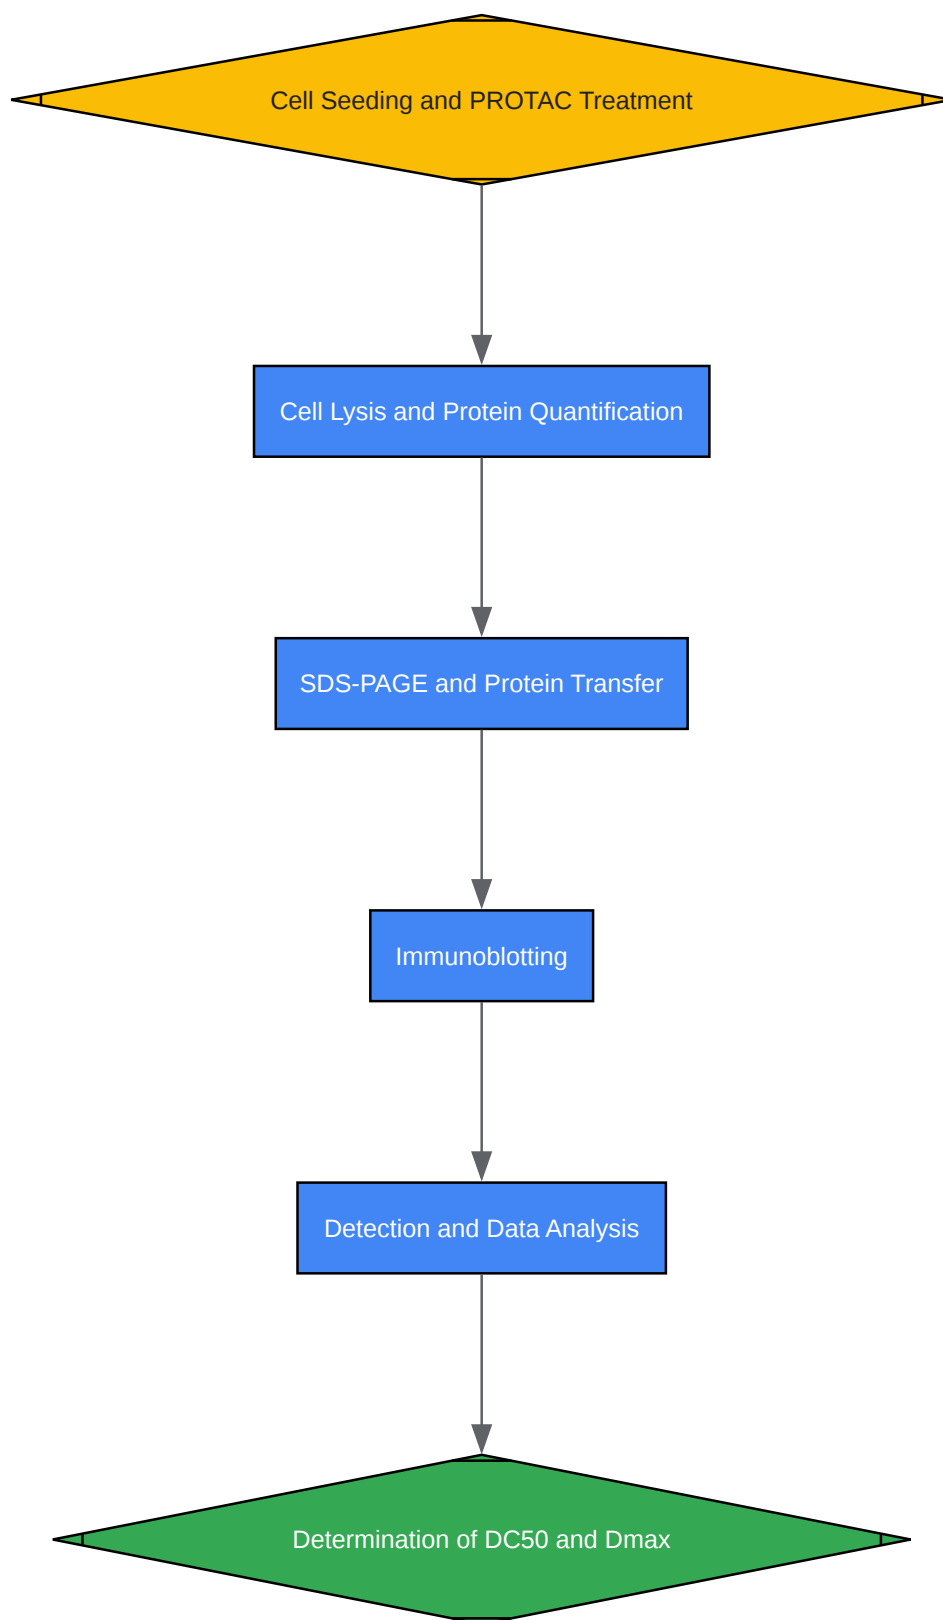 Cell Seeding and PROTAC Treatment
Cell Lysis and Protein Quantification
SDS-PAGE and Protein Transfer
Immunoblotting
Detection and Data Analysis
Determination of DC50 and Dmax